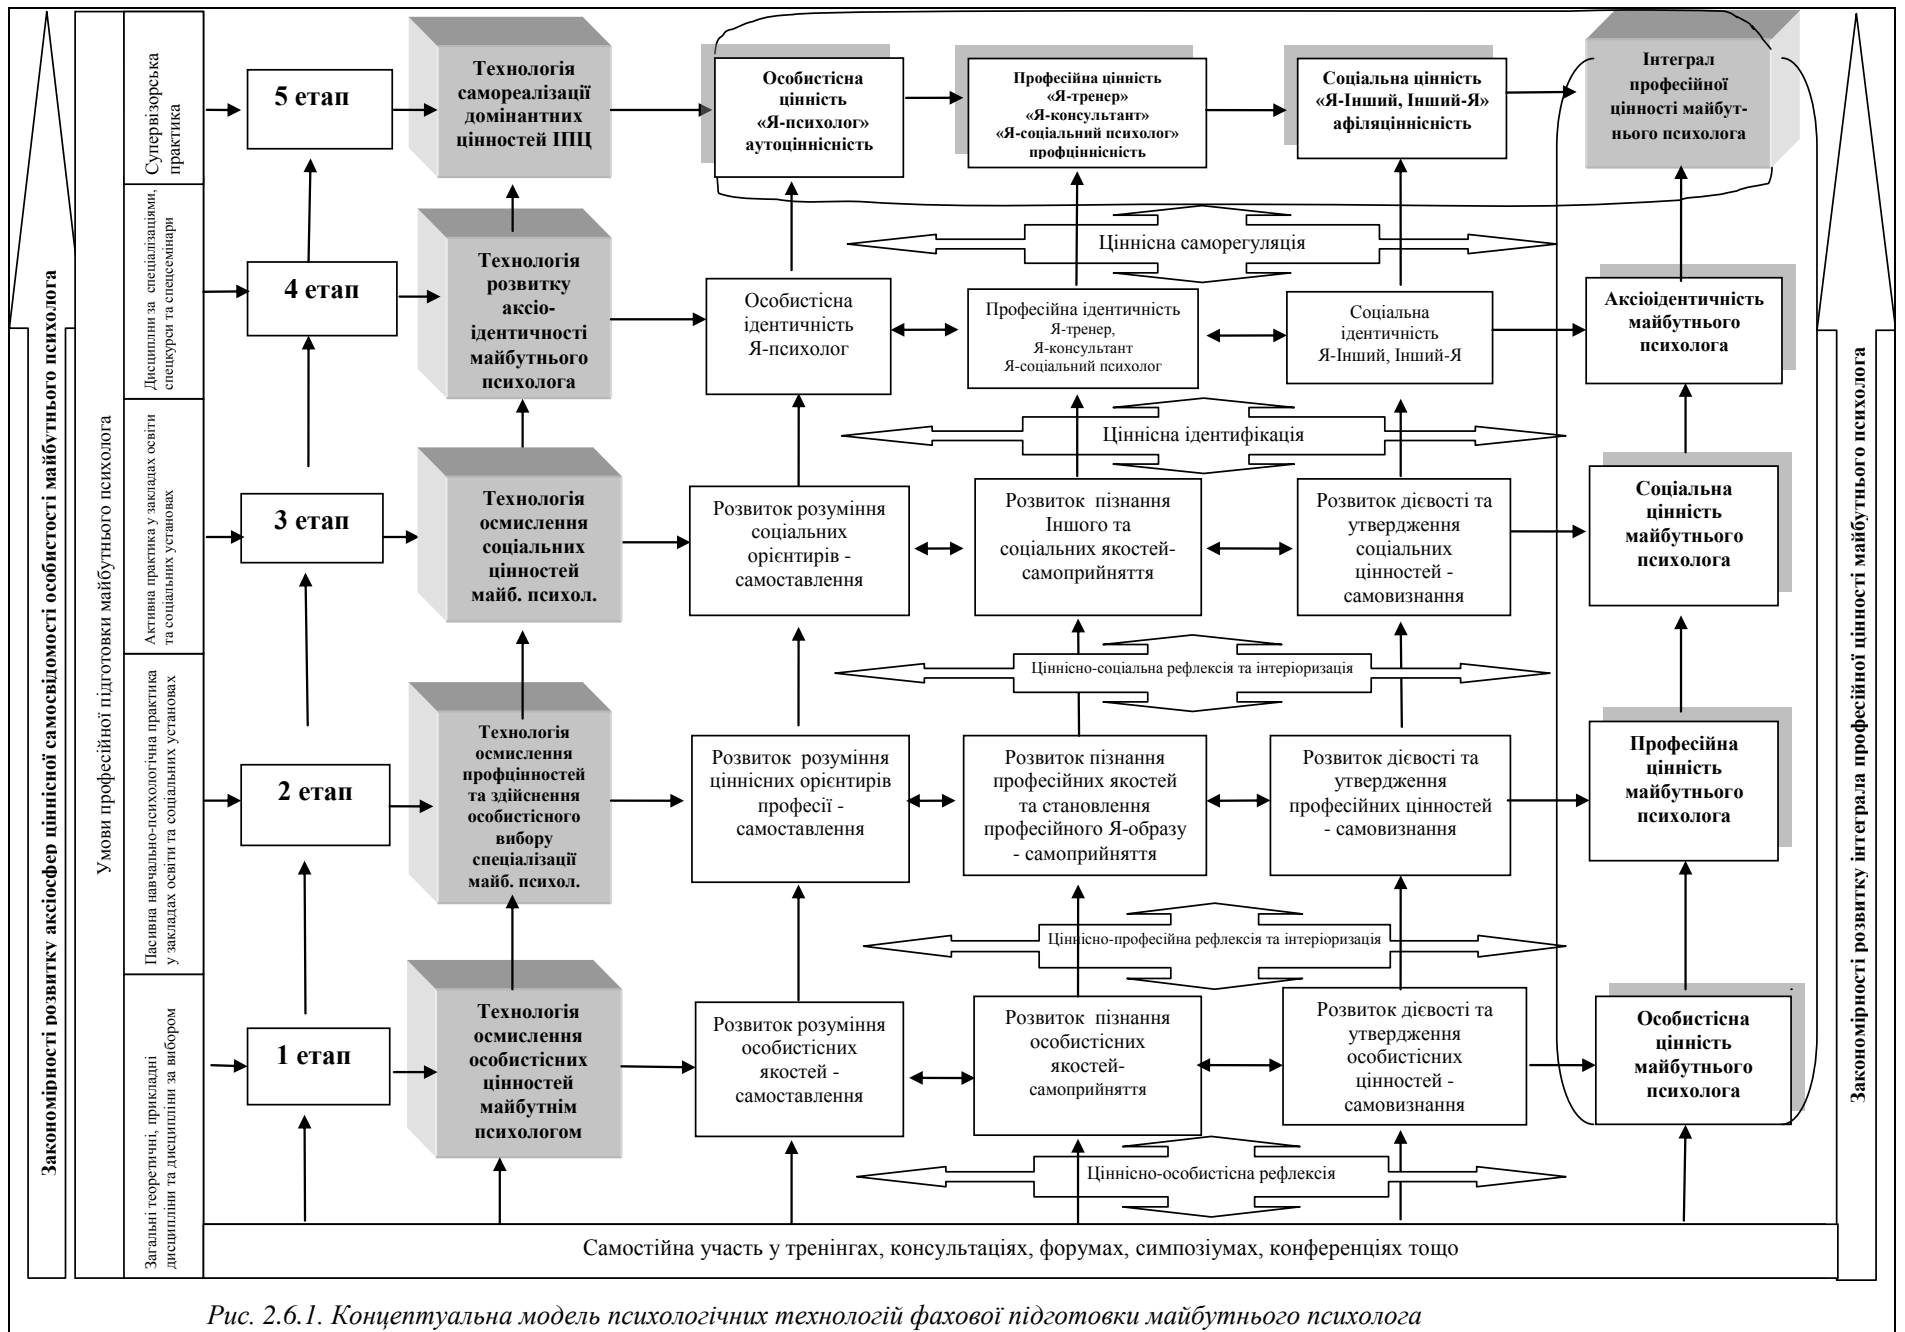 Закономірності розвитку аксіосфер ціннісної самосвідомості особистості майбутнього психолога
Умови професійної підготовки майбутнього психолога
Супервізорська
практика
5 етап
Технологія
самореалізації
домінантних
цінностей ІПЦ
Особистісна
цінність
«Я-психолог»
аутоціннісність
Професійна цінність
«Я-тренер»
«Я-консультант»
«Я-соціальний психолог»
профціннісність
Соціальна цінність
«Я-Інший, Інший-Я»
афіляціннісність
Інтеграл
професійної
цінності майбут-
нього психолога
Ціннісна саморегуляція
Дисципліни за спеціалізаціями,
спецкурси та спецсемінари
4 етап
Технологія
розвитку
аксіо-
ідентичності
майбутнього
психолога
Особистісна
ідентичність
Я-психолог
Професійна ідентичність
Я-тренер,
Я-консультант
Я-соціальний психолог
Соціальна
ідентичність
Я-Інший, Інший-Я
Аксіоідентичність
майбутнього
психолога
Ціннісна ідентифікація
Активна практика у закладах освіти
та соціальних установах
3 етап
Технологія
осмислення
соціальних
цінностей
майб. психол.
Розвиток розуміння
соціальних
орієнтирів -
самоставлення
Розвиток пізнання
Іншого та
соціальних якостей-
самоприйняття
Розвиток дієвості та
утвердження
соціальних
цінностей -
самовизнання
Соціальна
цінність
майбутнього
психолога
Ціннісно-соціальна рефлексія та інтеріоризація
Пасивна навчально-психологічна практика
у закладах освіти та соціальних установах
2 етап
Технологія
осмислення
профцінностей
та здійснення
особистісного
вибору
спеціалізації
майб. психол.
Розвиток розуміння
ціннісних орієнтирів
професії -
самоставлення
Розвиток пізнання
професійних якостей
та становлення
професійного Я-образу
- самоприйняття
Розвиток дієвості та
утвердження
професійних цінностей
- самовизнання
Професійна
цінність
майбутнього
психолога
Ціннісно-професійна рефлексія та інтеріоризація
Загальні теоретичні, прикладні
дисципліни та дисципліни за вибором
1 етап
Технологія
осмислення
особистісних
цінностей
майбутнім
психологом
Розвиток розуміння
особистісних
якостей -
самоставлення
Розвиток пізнання
особистісних
якостей-
самоприйняття
Розвиток дієвості та
утвердження
особистісних
цінностей -
самовизнання
Особистісна
цінність
майбутнього
психолога
Ціннісно-особистісна рефлексія
Самостійна участь у тренінгах, консультаціях, форумах, симпозіумах, конференціях тощо
Закономірності розвитку інтеграла професійної цінності майбутнього психолога
Рис. 2.6.1. Концептуальна модель психологічних технологій фахової підготовки майбутнього психолога